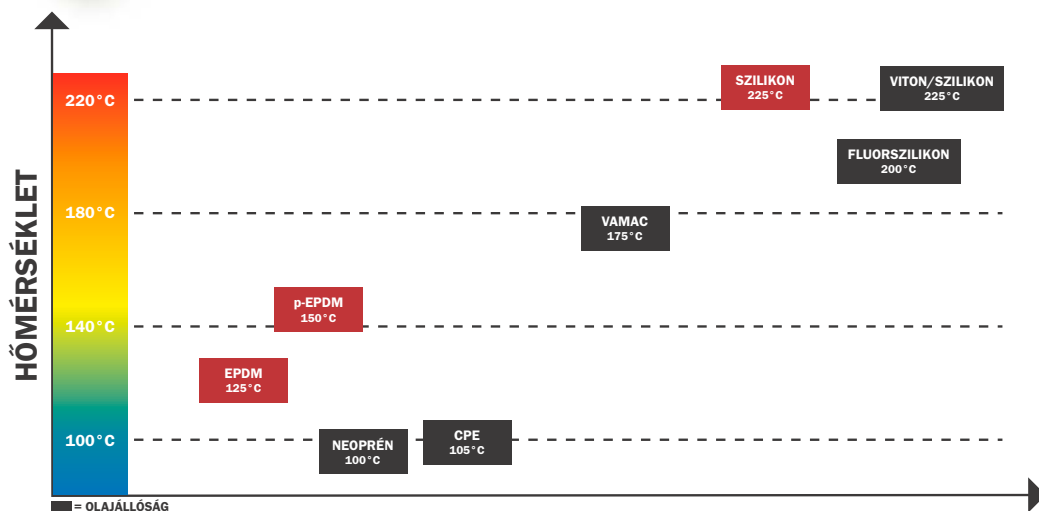 HŐMÉRSÉKLET
220°C
SZILIKON
225°C
VITON/SZILIKON
225°C
FLUORSZILIKON
200°C
180°C
VAMAC
175°C
p-EPDM
150°C
140°C
EPDM
125°C
100°C
NEOPRÉN
100°C
CPE
105°C
= OLAJÁLLÓSÁG